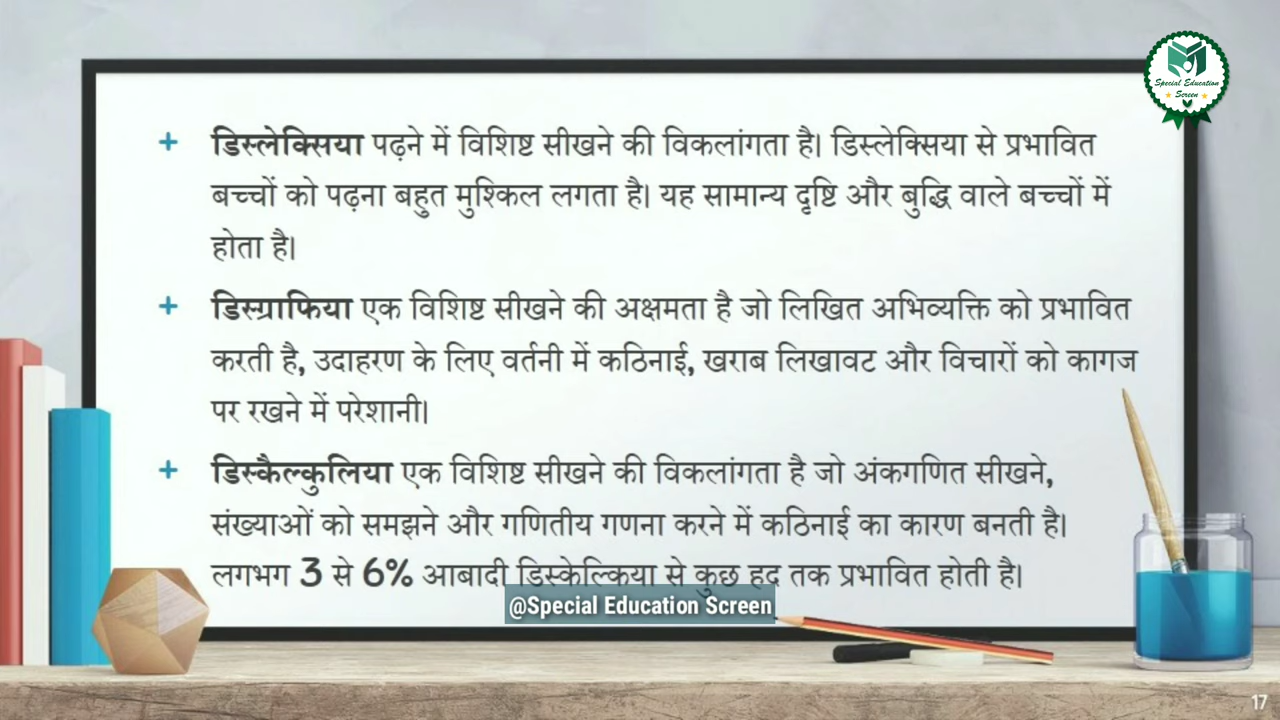 Special Education
Screen
+ डिस्लेक्सिया पढ़ने में विशिष्ट सीखने की विकलांगता है। डिस्लेक्सिया से प्रभावित
बच्चों को पढ़ना बहुत मुश्किल लगता है। यह सामान्य दृष्टि और बुद्धि वाले बच्चों में
होता है।
+ डिस्ग्राफिया एक विशिष्ट सीखने की अक्षमता है जो लिखित अभिव्यक्ति को प्रभावित
करती है, उदाहरण के लिए वर्तनी में कठिनाई, खराब लिखावट और विचारों को कागज
पर रखने में परेशानी।
+ डिस्कैल्कुलिया एक विशिष्ट सीखने की विकलांगता है जो अंकगणित सीखने,
संख्याओं को समझने और गणितीय गणना करने में कठिनाई का कारण बनती है।
लगभग 3 से 6% आबादी डिस्केल्किया से कुछ हद तक प्रभावित होती है।
@Special Education Screen
17